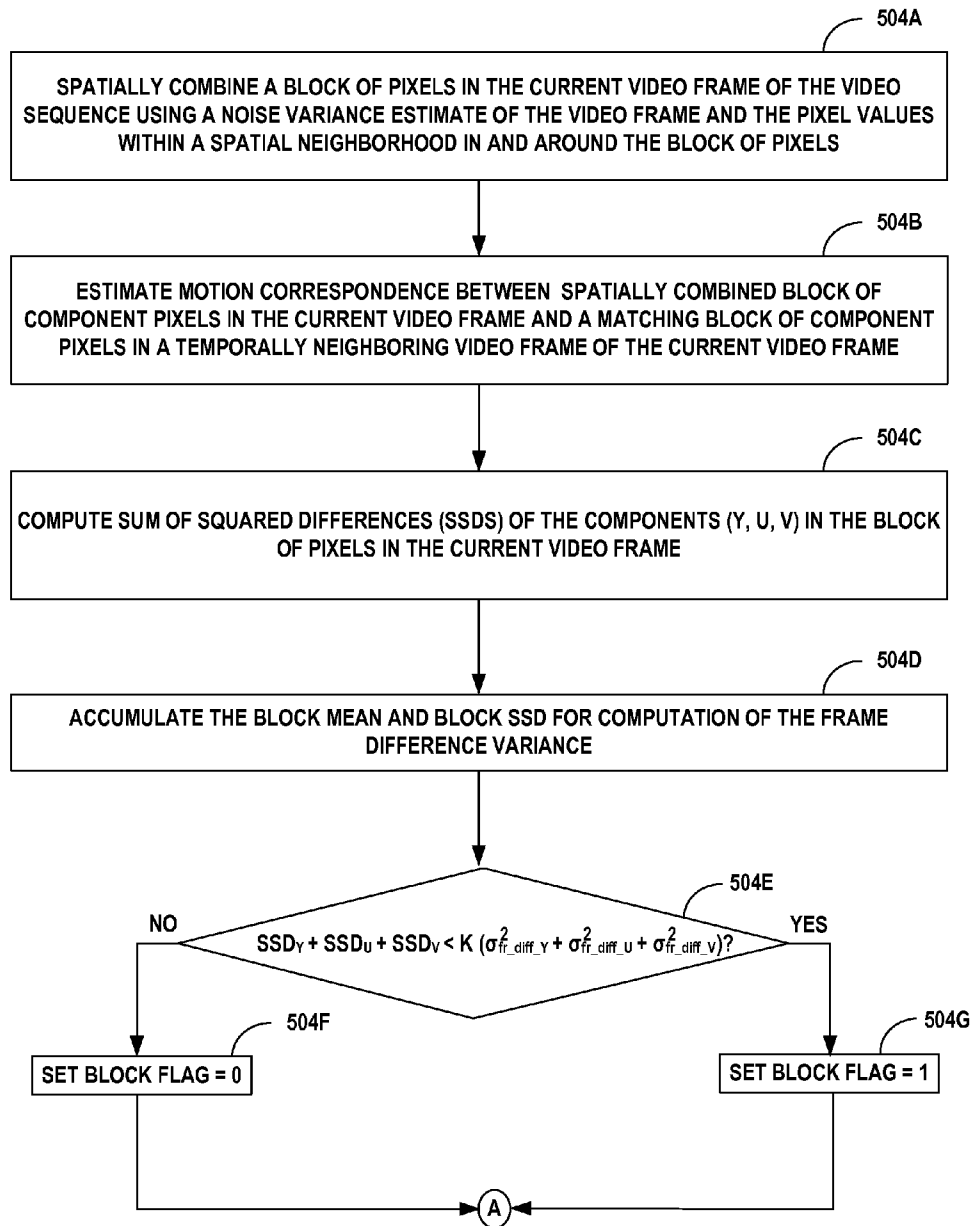 504A
SPATIALLY COMBINE A BLOCK OF PIXELS IN THE CURRENT VIDEO FRAME OF THE VIDEO
SEQUENCE USING A NOISE VARIANCE ESTIMATE OF THE VIDEO FRAME AND THE PIXEL VALUES
WITHIN A SPATIAL NEIGHBORHOOD IN AND AROUND THE BLOCK OF PIXELS
504B
ESTIMATE MOTION CORRESPONDENCE BETWEEN SPATIALLY COMBINED BLOCK OF
COMPONENT PIXELS IN THE CURRENT VIDEO FRAME AND A MATCHING BLOCK OF COMPONENT
PIXELS IN A TEMPORALLY NEIGHBORING VIDEO FRAME OF THE CURRENT VIDEO FRAME
504C
COMPUTE SUM OF SQUARED DIFFERENCES (SSDS) OF THE COMPONENTS (Y, U, V) IN THE BLOCK
OF PIXELS IN THE CURRENT VIDEO FRAME
504D
ACCUMULATE THE BLOCK MEAN AND BLOCK SSD FOR COMPUTATION OF THE FRAME
DIFFERENCE VARIANCE
504E
NO
YES
SSD_Y + SSD_U + SSD_V < K (σ²_fr_diff_Y + σ²_fr_diff_U + σ²_fr_diff_V)?
504F
504G
SET BLOCK FLAG = 0
SET BLOCK FLAG = 1
A